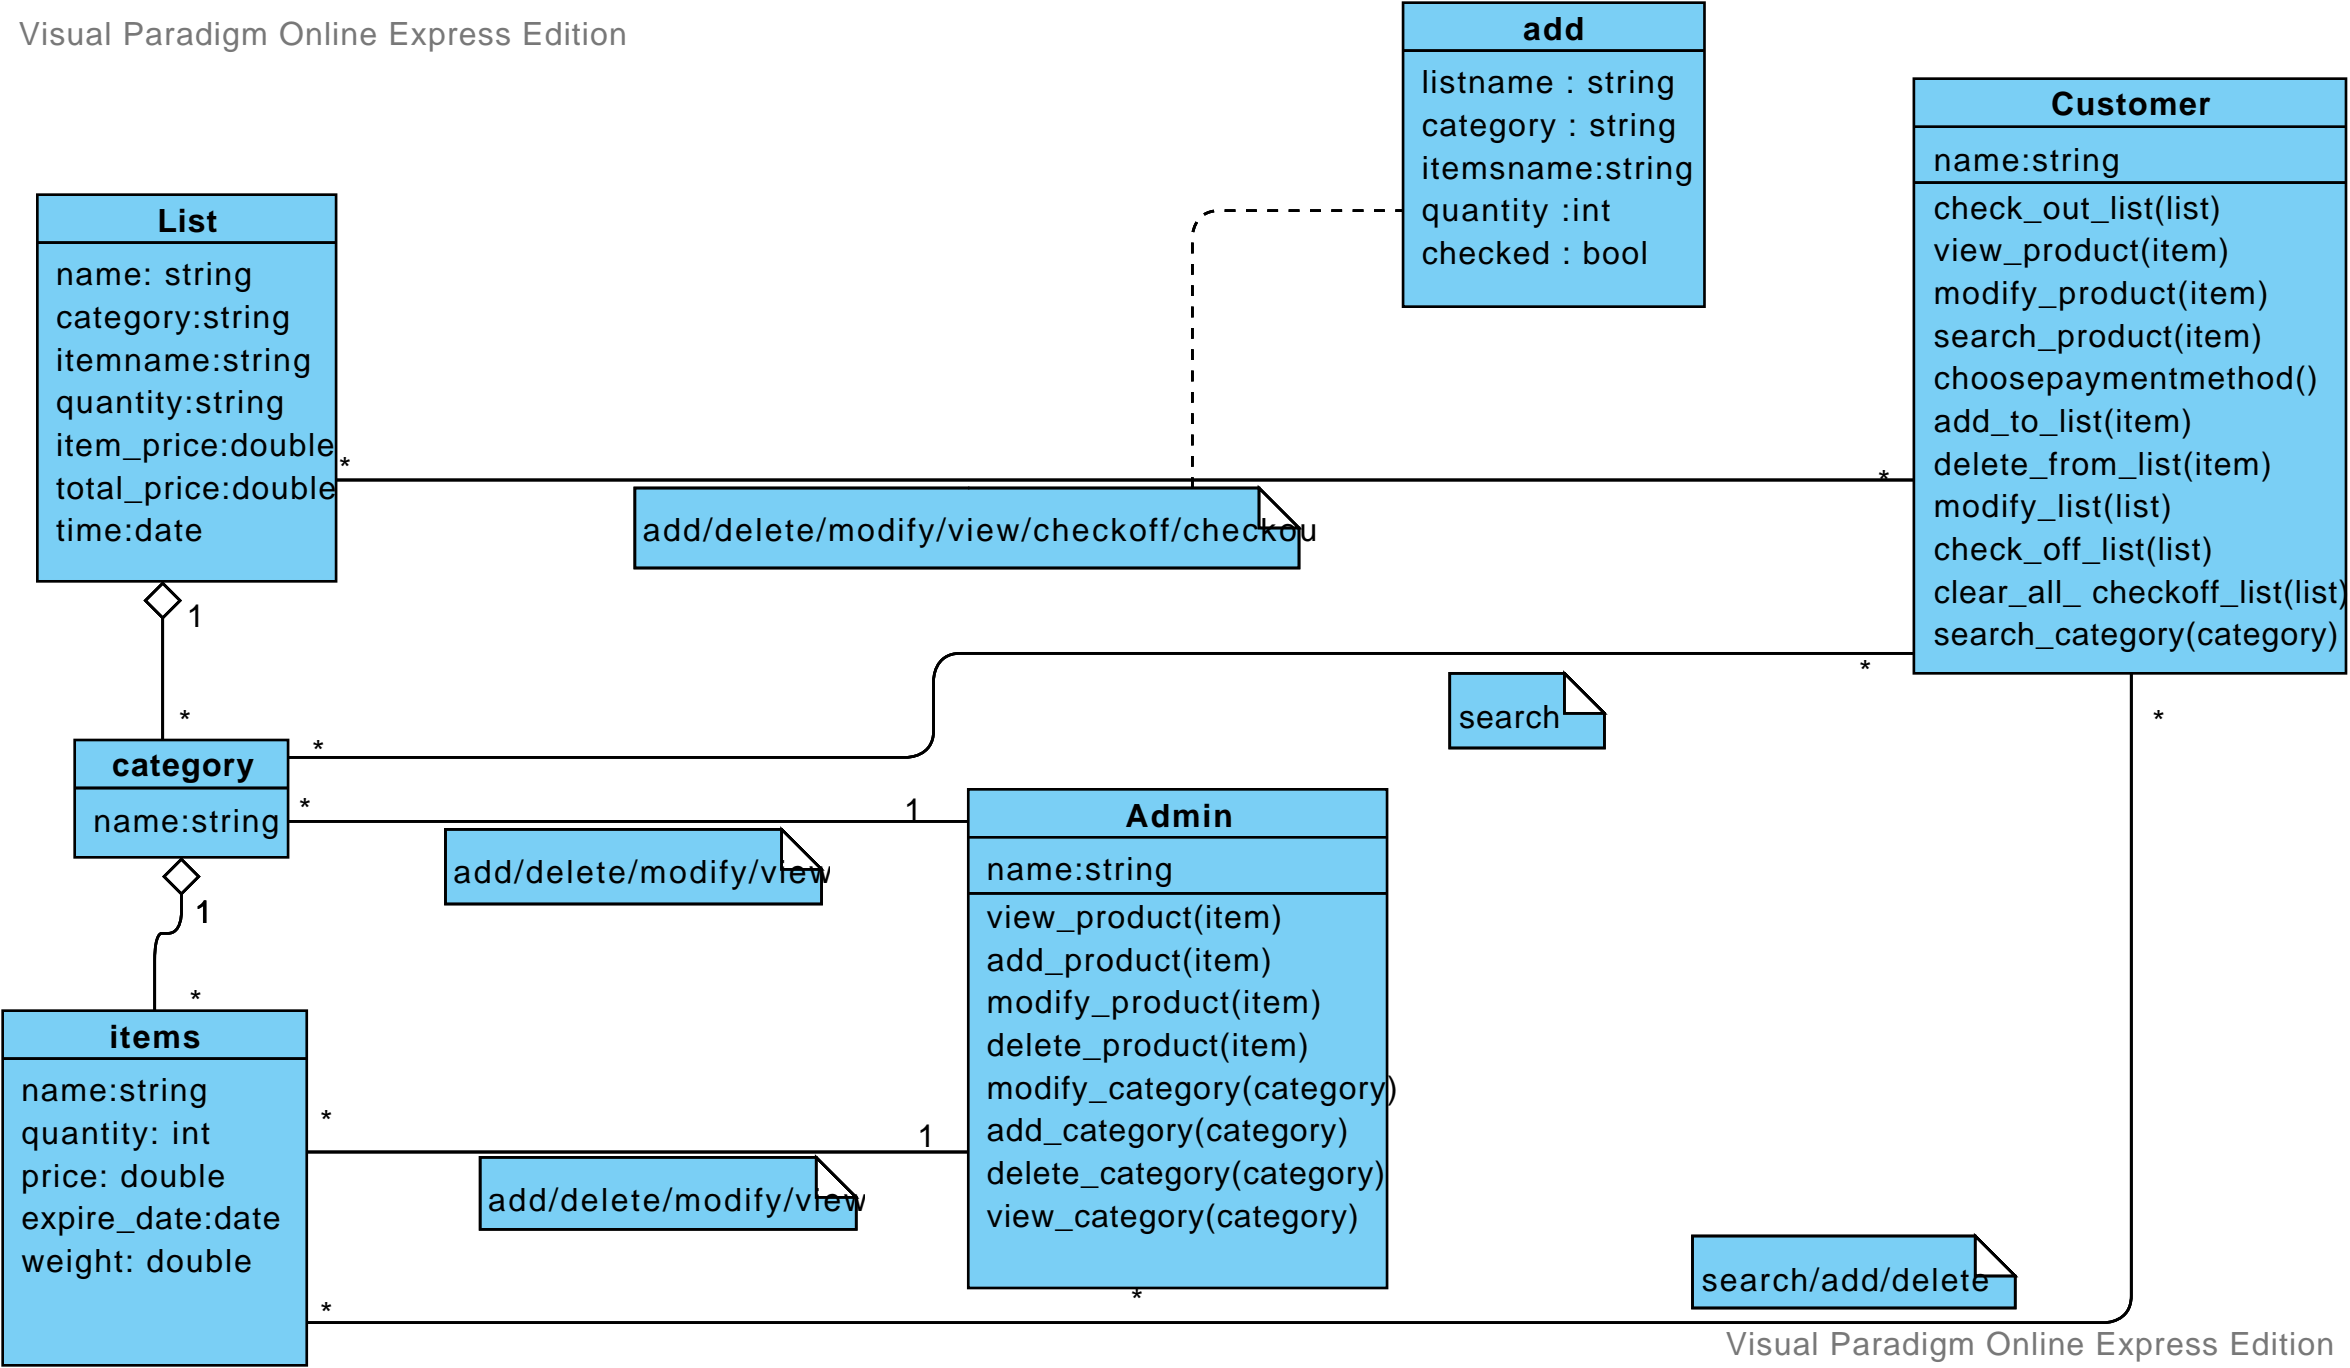 Visual Paradigm Online Express Edition
add
listname : string
category : string
itemsname:string
quantity :int
checked : bool
Customer
name:string
check_out_list(list)
view_product(item)
modify_product(item)
search_product(item)
choosepaymentmethod()
add_to_list(item)
delete_from_list(item)
modify_list(list)
check_off_list(list)
clear_all_ checkoff_list(list)
search_category(category)
List
name: string
category:string
itemname:string
quantity:string
item_price:double
total_price:double
time:date
*
*
add/delete/modify/view/checkoff/checkou
1
*
*
*
search
*
category
name:string
*
1
add/delete/modify/view
1
*
Admin
name:string
view_product(item)
add_product(item)
modify_product(item)
delete_product(item)
modify_category(category)
add_category(category)
delete_category(category)
view_category(category)
items
name:string
quantity: int
price: double
expire_date:date
weight: double
*
1
add/delete/modify/view
*
*
search/add/delete
Visual Paradigm Online Express Edition